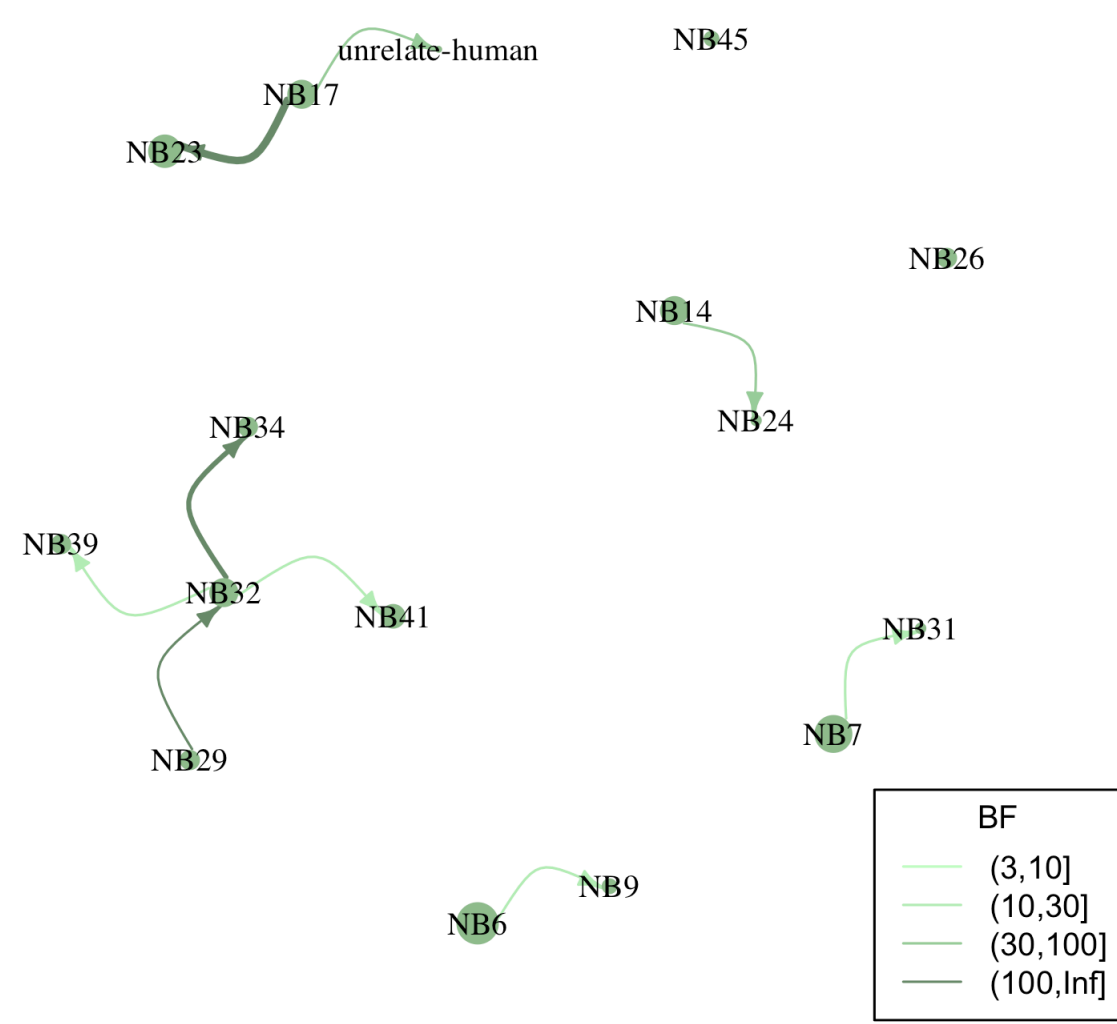 unrelate-human
NB45
NB17
NB23
NB26
NB14
NB24
NB34
NB39
NB32
NB41
NB31
NB7
NB29
NB9
NB6
BF
(3,10]
(10,30]
(30,100]
(100,Inf]